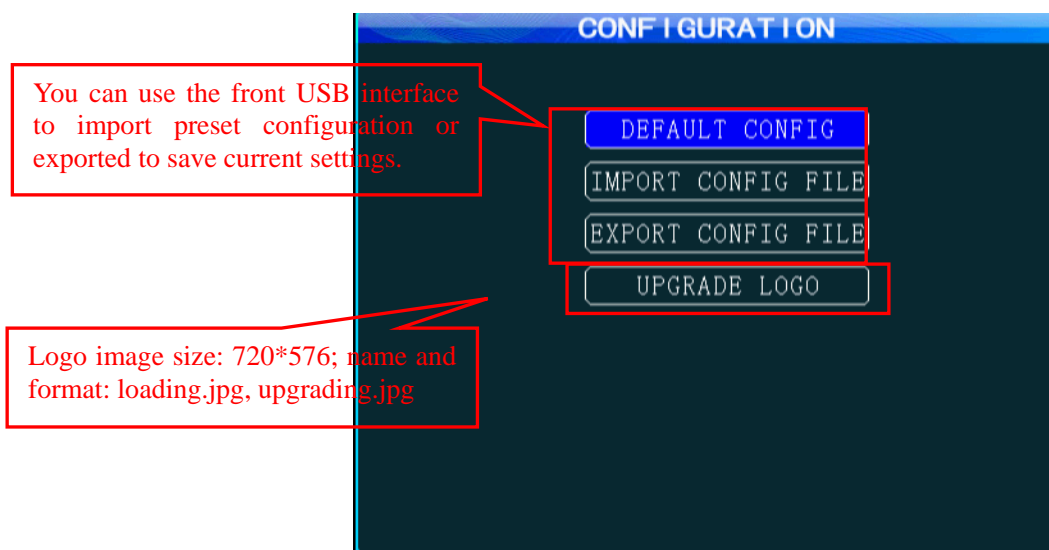 CONFIGURATION
You can use the front USB interface
to import preset configuration or
exported to save current settings.
DEFAULT CONFIG
IMPORT CONFIG FILE
EXPORT CONFIG FILE
UPGRADE LOGO
Logo image size: 720*576; name and
format: loading.jpg, upgrading.jpg